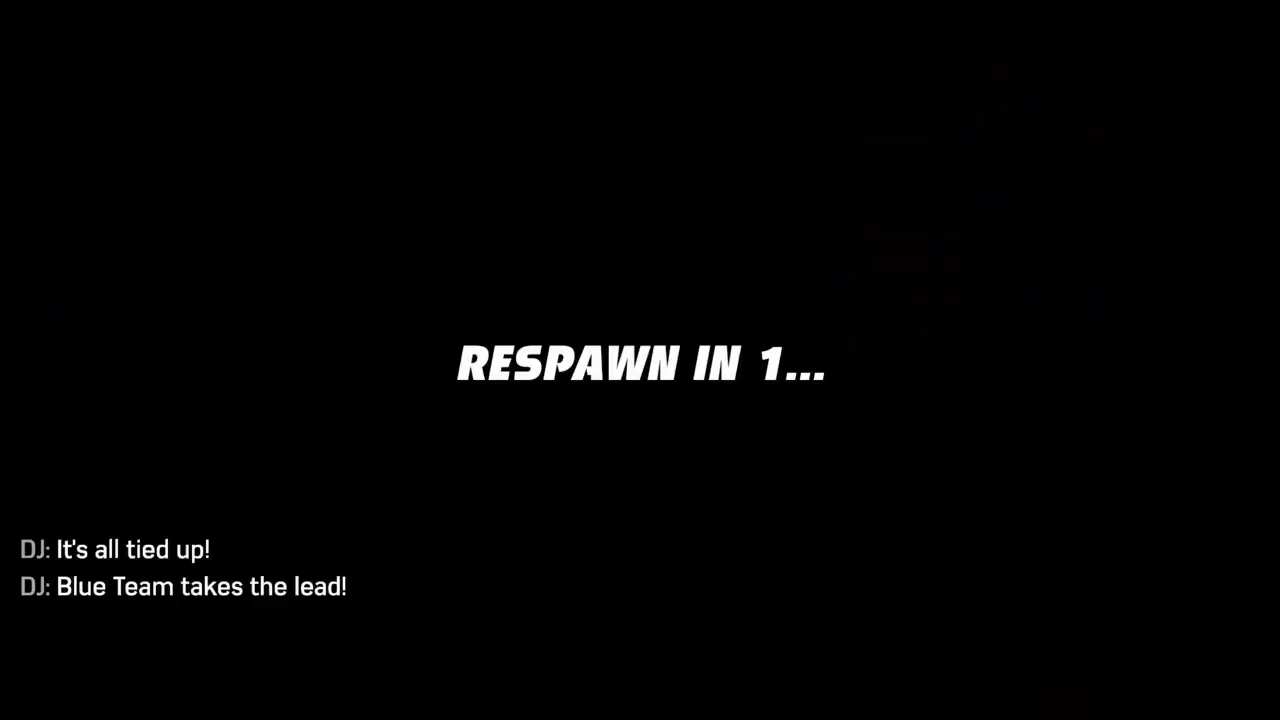 RESPAWN IN 1...
DJ: It's all tied up!
DJ: Blue Team takes the lead!